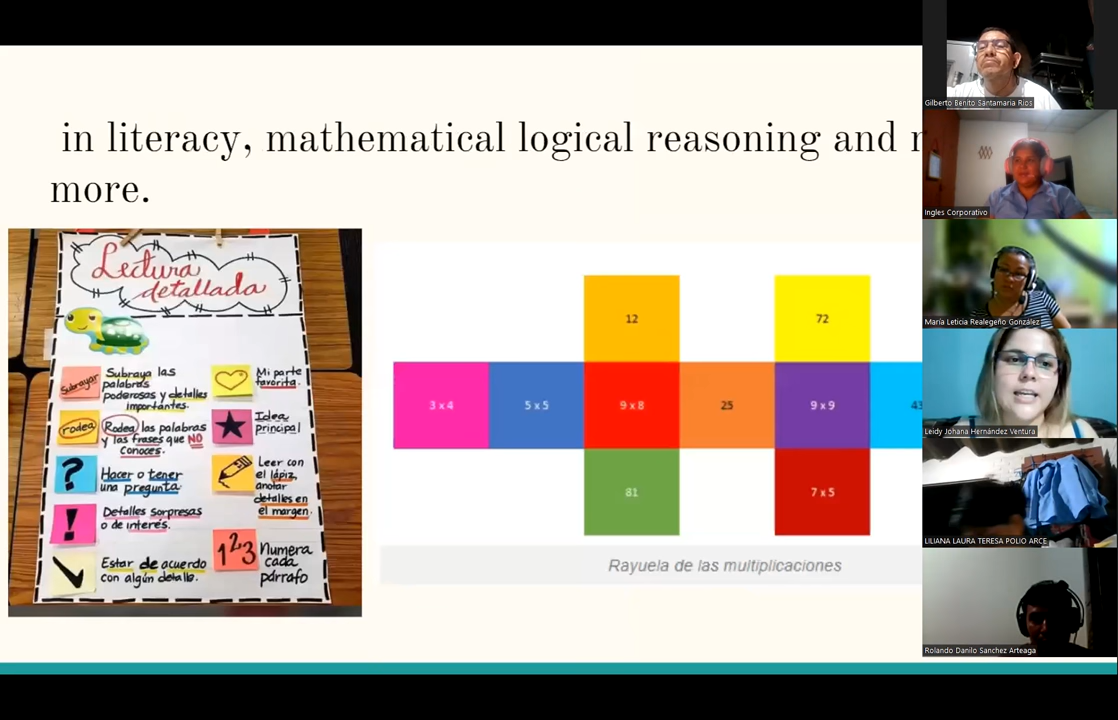 in literacy, mathematical logical reasoning and
more.
Lectura
detallada
Subrayar
Subraya las
palabras
poderosas y detalles
importantes.
rodea
Rodea las palabras
y las frases que NO
conoces.
?
Hacer o tener
una pregunta.
!
Detalles sorpresas
o de interés.
Estar de acuerdo
con algún detalle.
Mi parte
favorita.
Idea
principal
Leer con
el lápiz,
anotar
detalles en
el margen.
123
Numera
cada
párrafo
12
72
3 x 4
5 x 5
9 x 8
25
9 x 9
81
7 x 5
Rayuela de las multiplicaciones
Gilberto Benito Santamaria Rios
Ingles Corporativo
María Leticia Realegeño González
Leidy Johana Hernández Ventura
LILIANA LAURA TERESA POLIO ARCE
Rolando Danilo Sanchez Arteaga